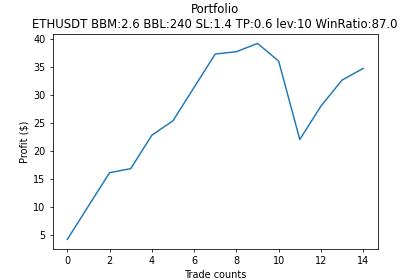 Portfolio
ETHUSDT BBM:2.6 BBL:240 SL:1.4 TP:0.6 lev:10 WinRatio:87.0
40
35
30
25
20
15
10
5
Profit ($)
0 2 4 6 8 10 12 14
Trade counts